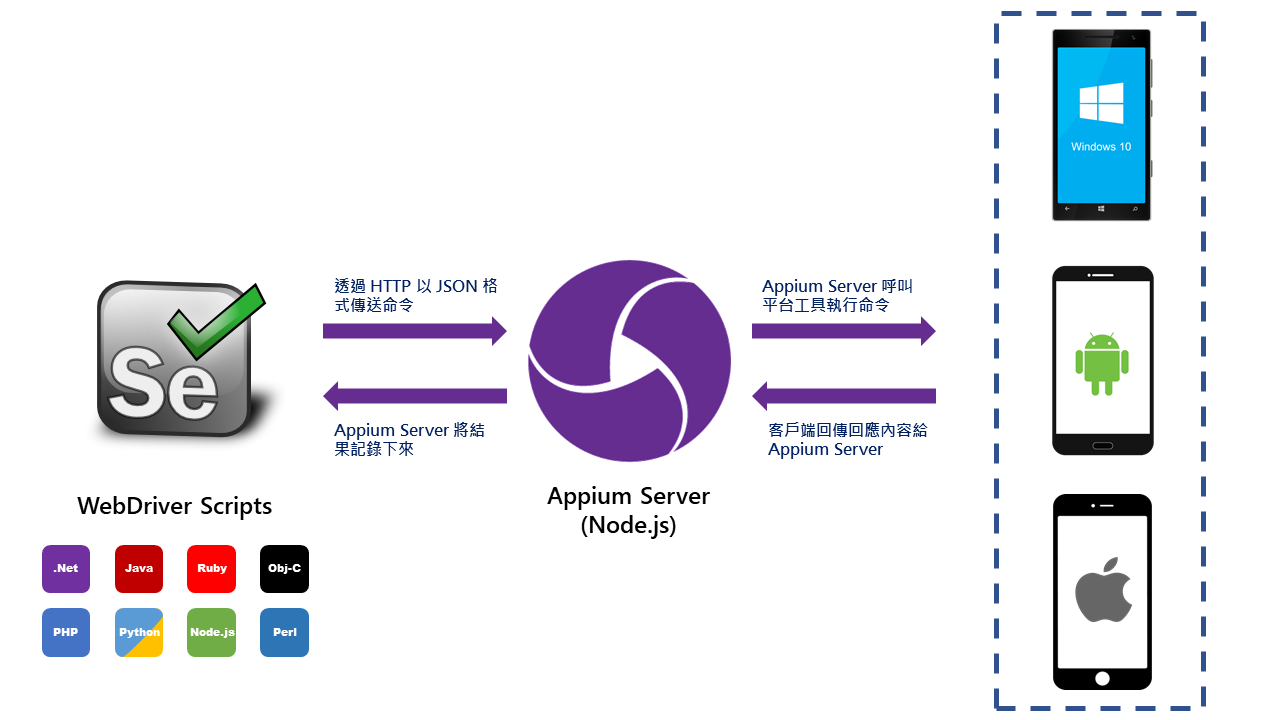 Windows 10
透過 HTTP 以 JSON 格
式傳送命令
Appium Server 呼叫
平台工具執行命令
Se
Appium Server 將結
果記錄下來
客戶端回傳回應內容給
Appium Server
WebDriver Scripts
Appium Server
(Node.js)
.Net
Java
Ruby
Obj-C
PHP
Python
Node.js
Perl